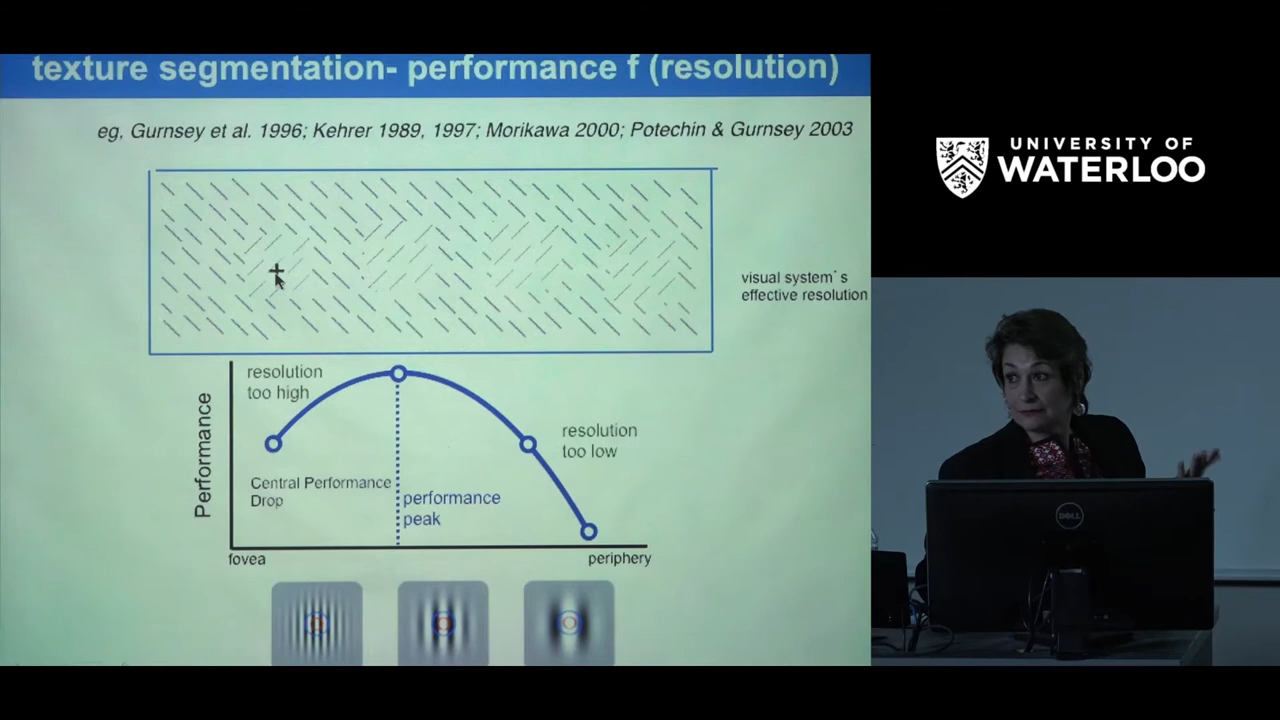 texture segmentation- performance f (resolution)
eg, Gurnsey et al. 1996; Kehrer 1989, 1997; Morikawa 2000; Potechin & Gurnsey 2003
UNIVERSITY OF
WATERLOO
visual system`s
effective resolution
resolution
too high
Performance
resolution
too low
Central Performance
Drop
performance
peak
fovea
periphery
DELL